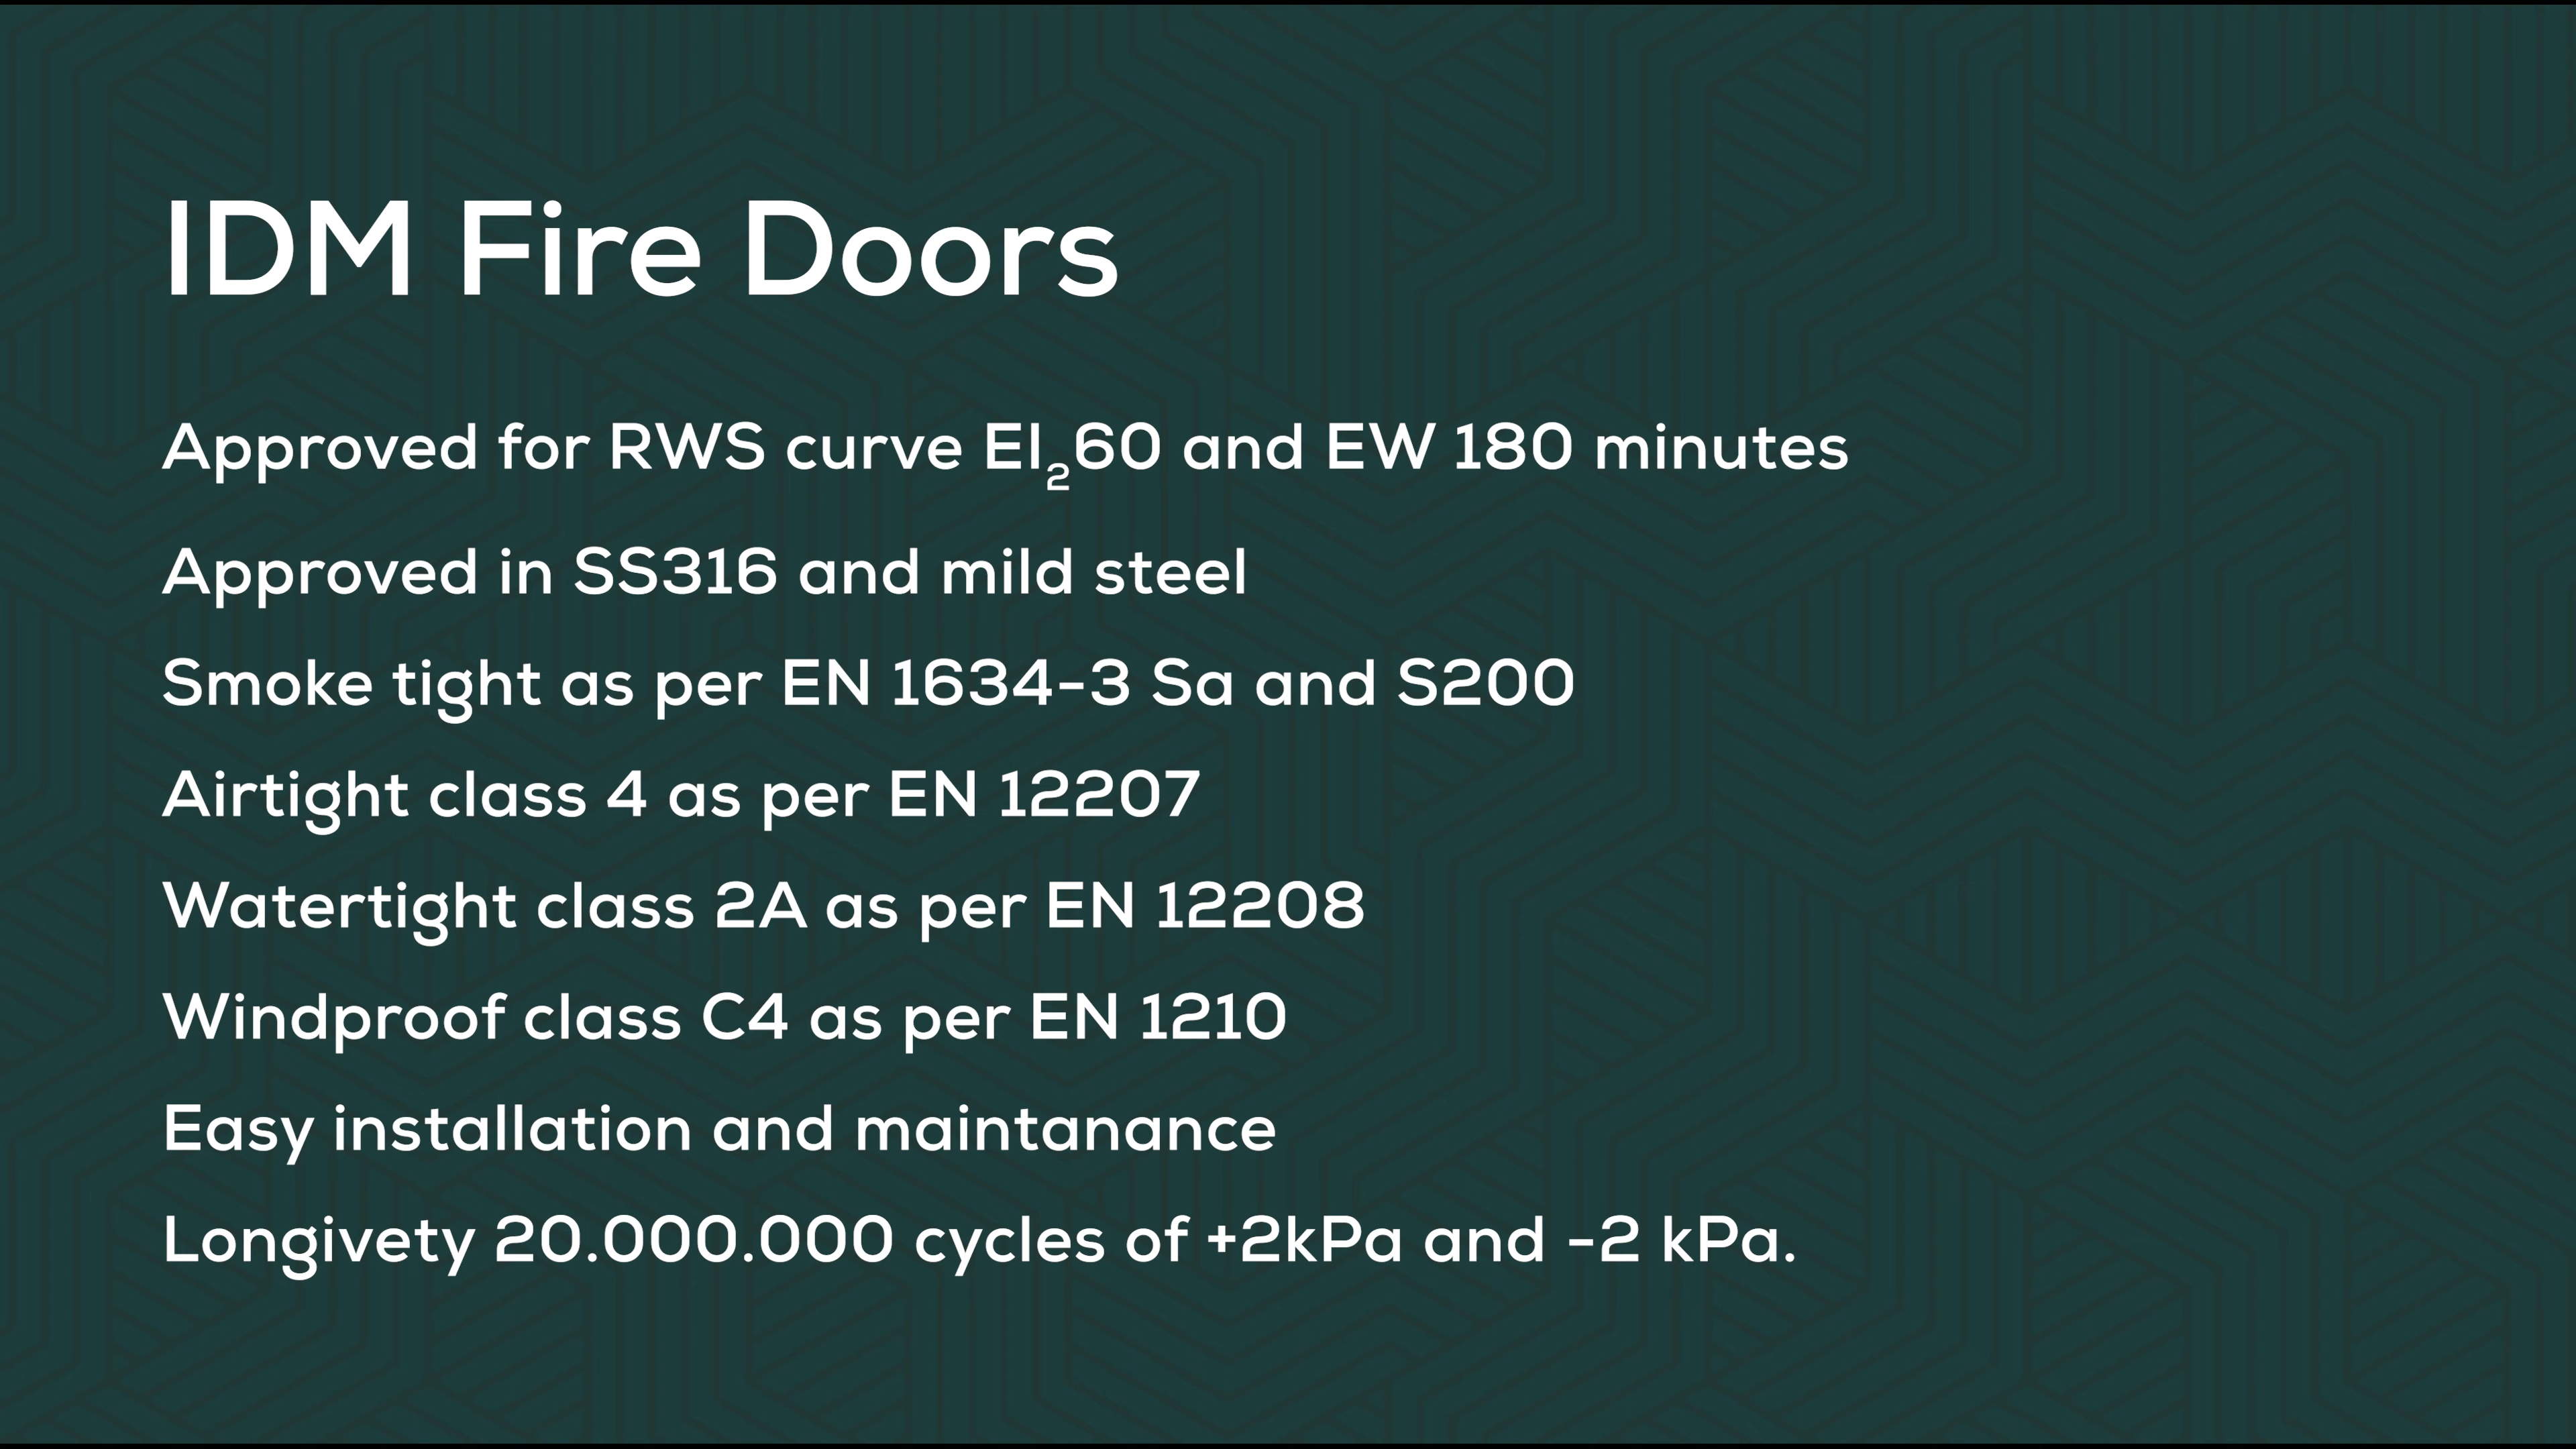 IDM Fire Doors
Approved for RWS curve EI₂60 and EW 180 minutes
Approved in SS316 and mild steel
Smoke tight as per EN 1634-3 Sa and S200
Airtight class 4 as per EN 12207
Watertight class 2A as per EN 12208
Windproof class C4 as per EN 1210
Easy installation and maintanance
Longivety 20.000.000 cycles of +2kPa and -2 kPa.